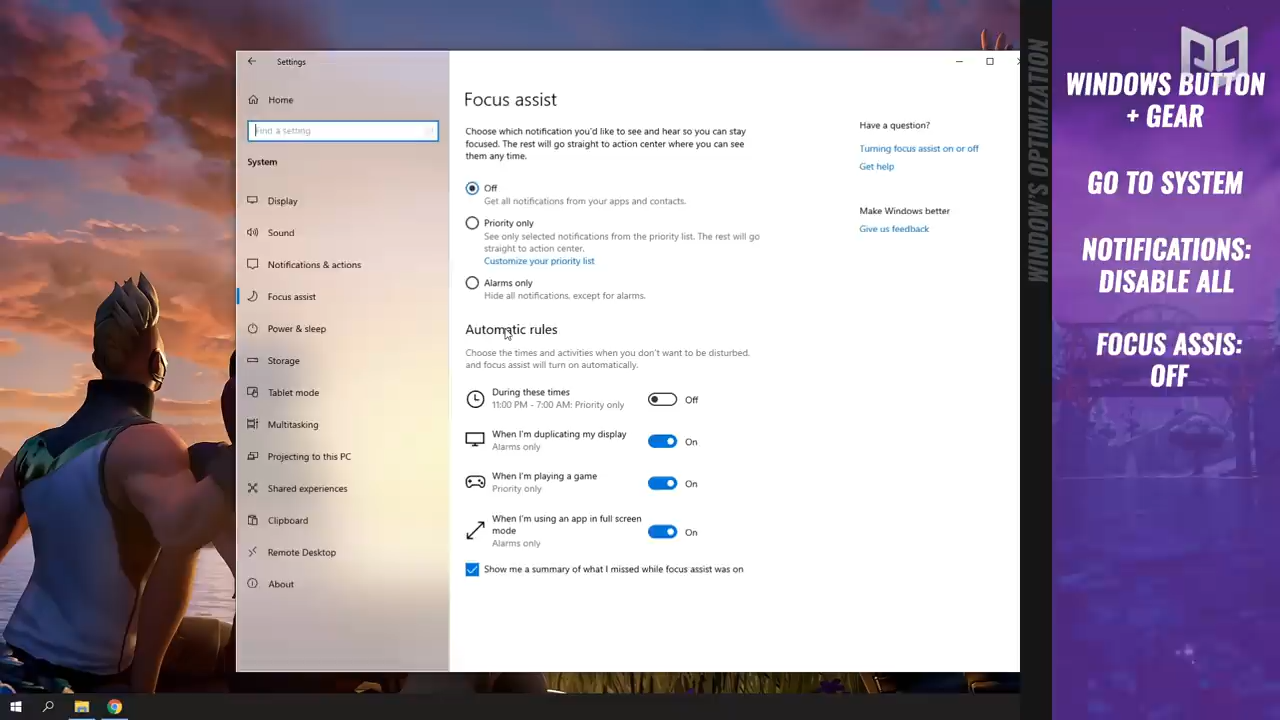 Settings
Home
Find a setting
System
Display
Sound
Notifications & actions
Focus assist
Power & sleep
Storage
Tablet mode
Multitasking
Projecting to this PC
Shared experiences
Clipboard
Remote Desktop
About
Focus assist
Choose which notification you'd like to see and hear so you can stay
focused. The rest will go straight to action center where you can see
them any time.
Off
Get all notifications from your apps and contacts.
Priority only
See only selected notifications from the priority list. The rest will go
straight to action center.
Customize your priority list
Alarms only
Hide all notifications, except for alarms.
Automatic rules
Choose the times and activities when you don't want to be disturbed,
and focus assist will turn on automatically.
During these times
11:00 PM - 7:00 AM: Priority only
Off
When I'm duplicating my display
Alarms only
On
When I'm playing a game
Priority only
On
When I'm using an app in full screen
mode
Alarms only
On
Show me a summary of what I missed while focus assist was on
Have a question?
Turning focus assist on or off
Get help
Make Windows better
Give us feedback
WINDOW'S OPTIMIZATION
WINDOWS BUTTON
+ GEAR
GO TO SYSTEM
NOTIFICATIONS:
DISABLE ALL
FOCUS ASSIS:
OFF